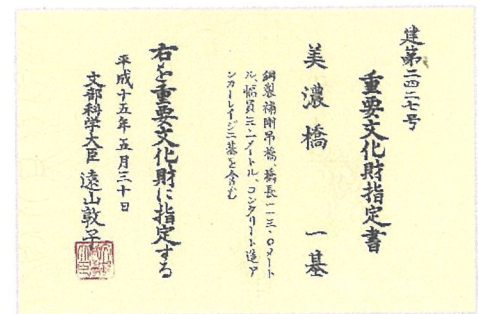 建第二四二七号
重要文化財指定書
美濃橋 一基
鋼製補剛吊橋、橋長一一三・〇メート
ル、幅員三・一メートル、コンクリート造ア
ンカーレイジ二基を含む
右を重要文化財に指定する
平成十五年五月三十日
文部科学大臣 遠山敦子